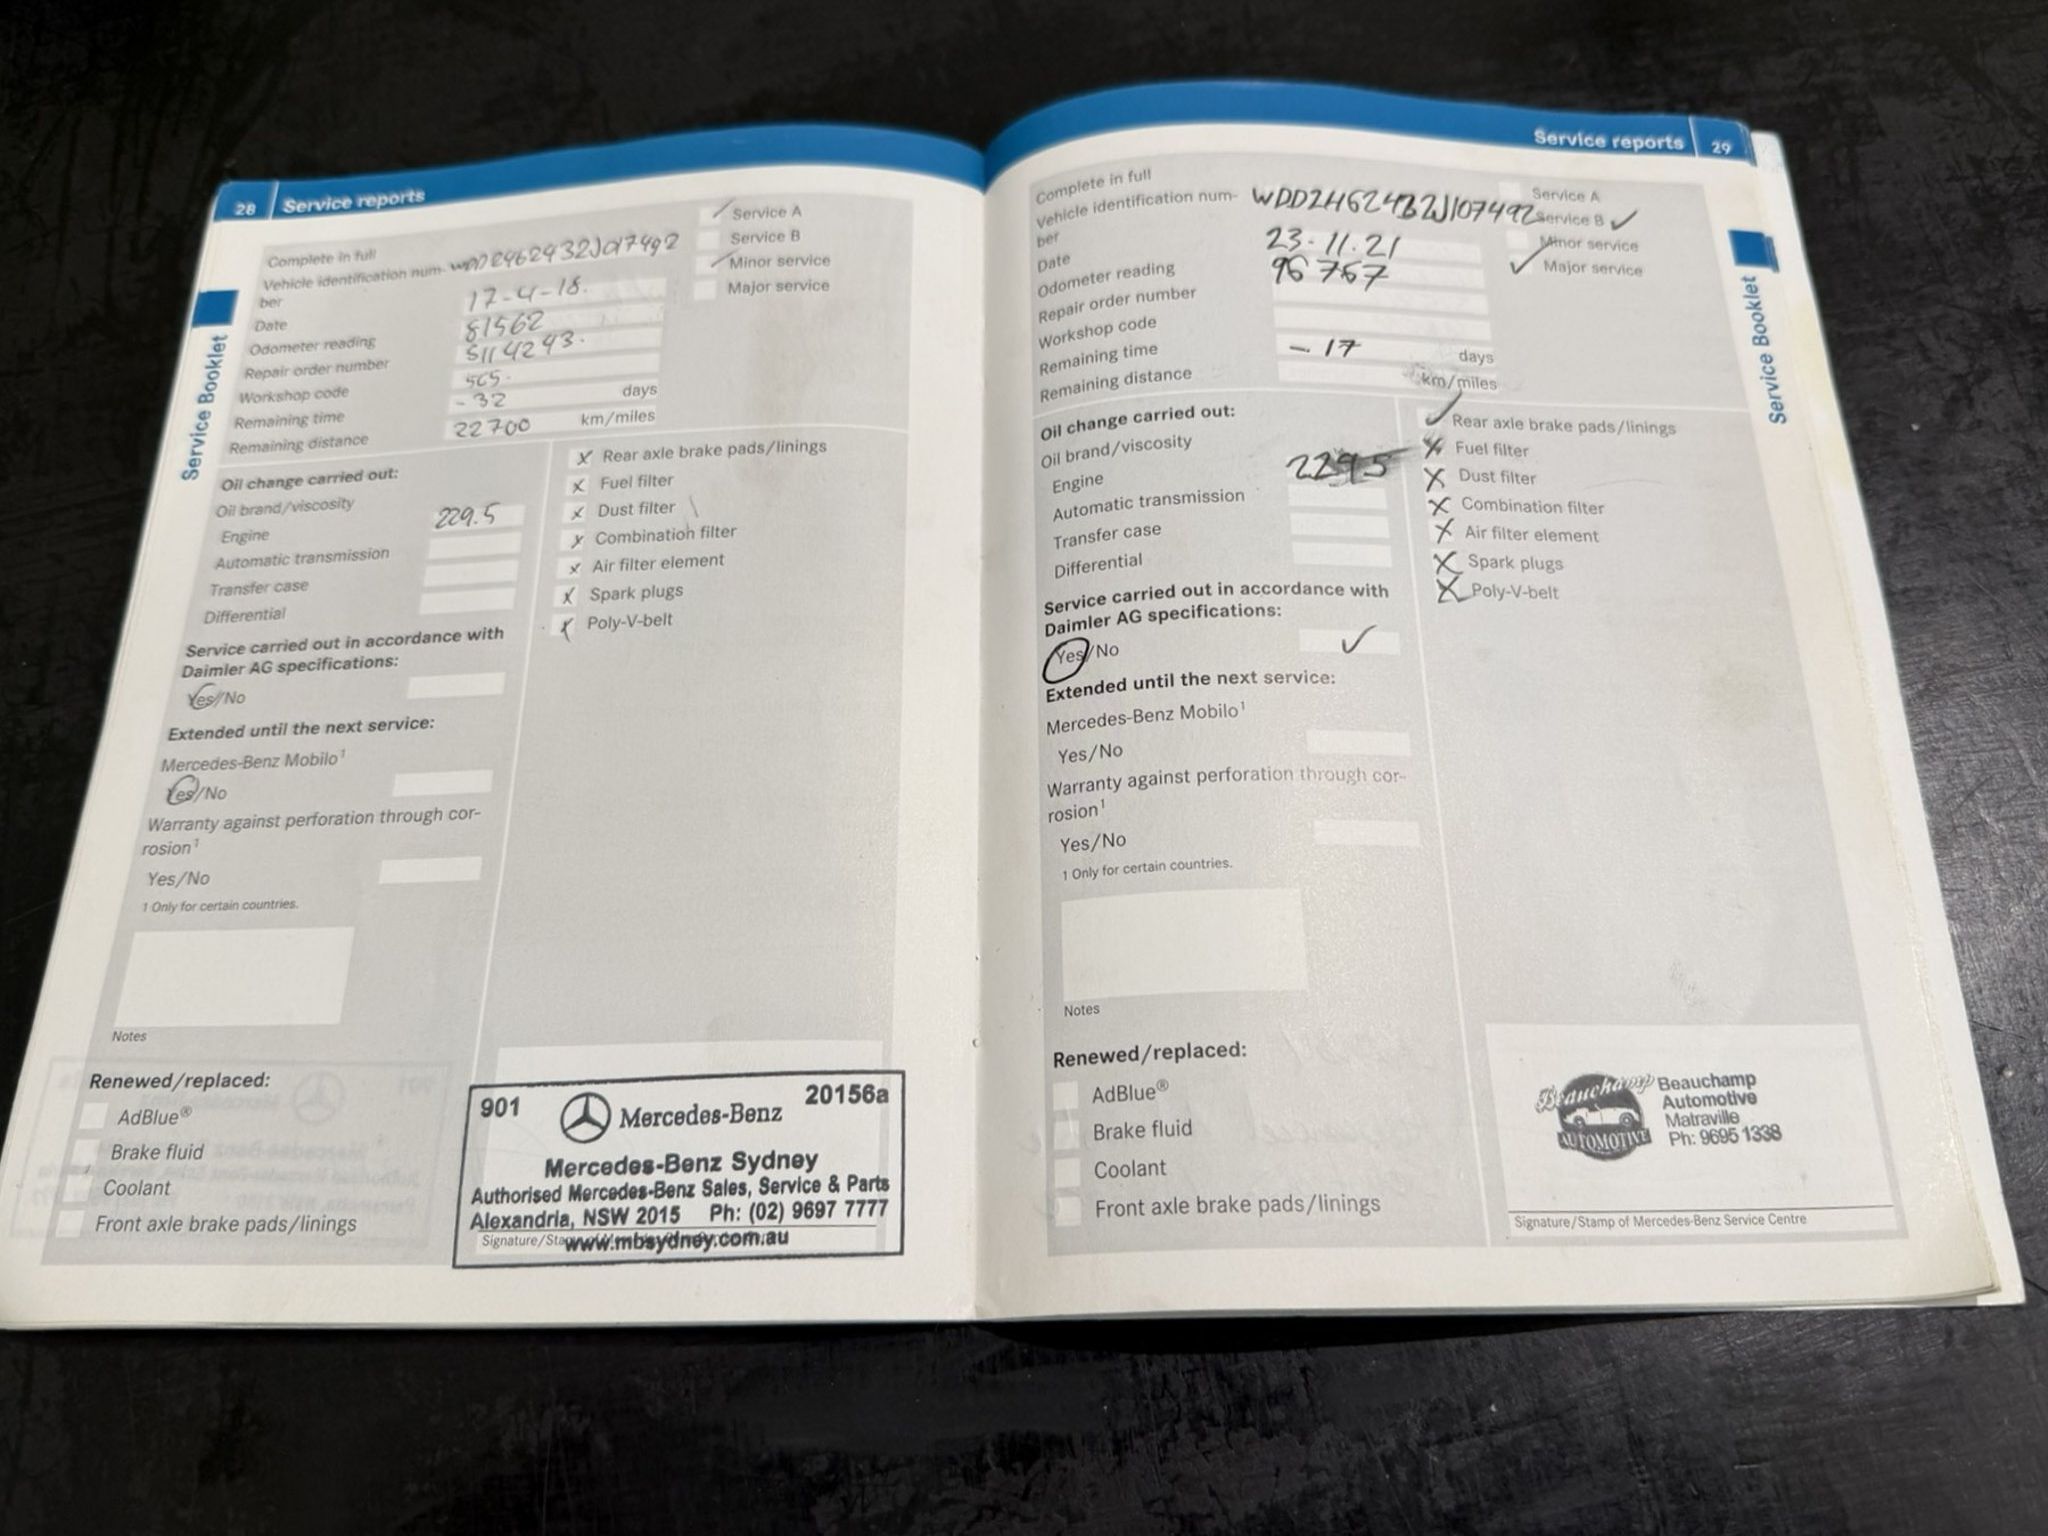 28 Service reports
Complete in full
Vehicle identification num-
ber
Date 17-4-18.
Odometer reading 81562
Repair order number 5114243.
Workshop code 505.
Remaining time -32 days
Remaining distance 22700 km/miles
✓ Service A
Service B
✓ Minor service
Major service
Service Booklet
Oil change carried out:
Oil brand/viscosity
Engine 229.5
Automatic transmission
Transfer case
Differential
Service carried out in accordance with
Daimler AG specifications:
Yes/No
Extended until the next service:
Mercedes-Benz Mobilo¹
Yes/No
Warranty against perforation through cor-
rosion¹
Yes/No
1 Only for certain countries.
Notes
Renewed/replaced:
AdBlue®
Brake fluid
Coolant
Front axle brake pads/linings
x Rear axle brake pads/linings
x Fuel filter
x Dust filter
x Combination filter
x Air filter element
x Spark plugs
x Poly-V-belt
901 Mercedes-Benz 20156a
Mercedes-Benz Sydney
Authorised Mercedes-Benz Sales, Service & Parts
Alexandria, NSW 2015 Ph: (02) 9697 7777
www.mbsydney.com.au
Service reports 29
Complete in full
Vehicle identification num-
ber
Date 23.11.21
Odometer reading 96767
Repair order number
Workshop code
Remaining time -17 days
Remaining distance km/miles
Service A
Service B ✓
Minor service
✓ Major service
Service Booklet
Oil change carried out:
Oil brand/viscosity
Engine 229.5
Automatic transmission
Transfer case
Differential
Service carried out in accordance with
Daimler AG specifications:
Yes/No ✓
Extended until the next service:
Mercedes-Benz Mobilo¹
Yes/No
Warranty against perforation through cor-
rosion¹
Yes/No
1 Only for certain countries.
Notes
Renewed/replaced:
AdBlue®
Brake fluid
Coolant
Front axle brake pads/linings
✓ Rear axle brake pads/linings
x Fuel filter
x Dust filter
x Combination filter
x Air filter element
x Spark plugs
x Poly-V-belt
Beauchamp
AUTOMOTIVE
Beauchamp
Automotive
Matraville
Ph: 9695 1338
Signature/Stamp of Mercedes-Benz Service Centre